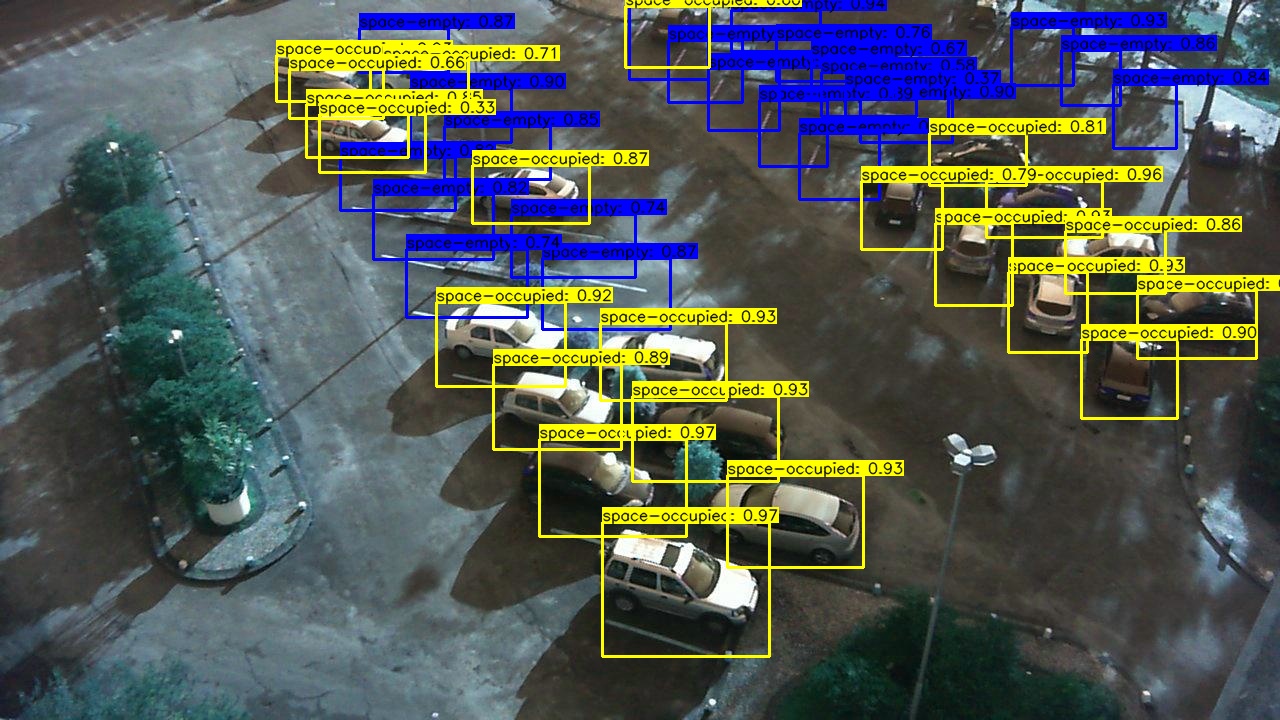 space-empty: 0.87
space-empty: 0.93
space-empty: 0.76
space-empty: 0.86
space-empty: 0.67
space-occupied: 0.71
space-occupied: 0.66
space-empty: 0.58
space-empty: 0.37
space-empty: 0.84
space-empty: 0.90
space-occupied: 0.33
space-empty: 0.85
space-occupied: 0.81
space-occupied: 0.87
space-empty: 0.82
space-empty: 0.74
space-occupied: 0.93
space-occupied: 0.86
space-empty: 0.74
space-empty: 0.87
space-occupied: 0.93
space-occupied:
space-occupied: 0.92
space-occupied: 0.93
space-occupied: 0.90
space-occupied: 0.89
space-occupied: 0.93
space-occupied: 0.97
space-occupied: 0.93
space-occupied: 0.97